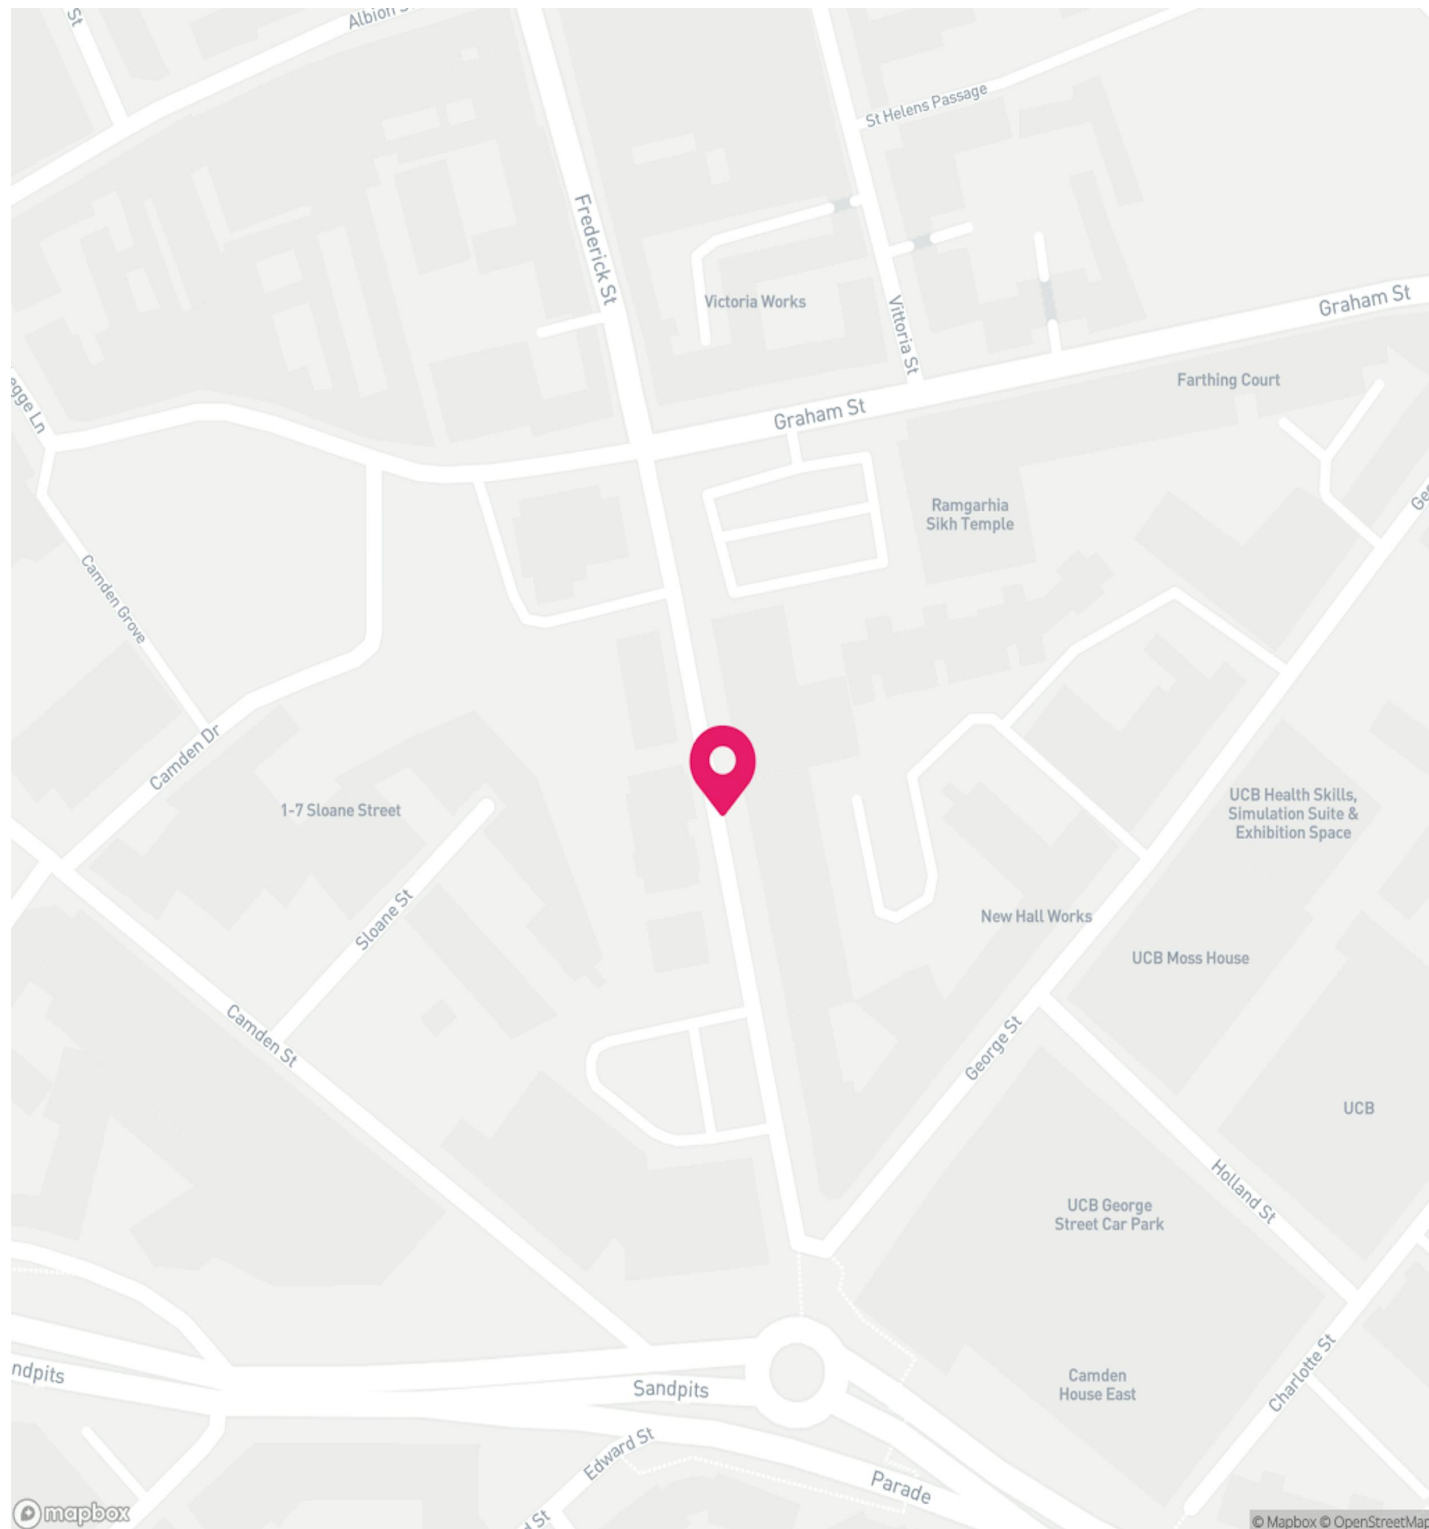 St
Albion S
St Helens Passage
Frederick St
Victoria Works
Vittoria St
Graham St
Farthing Court
egge Ln
Graham St
Ramgarhia
Sikh Temple
Geo
Camden Grove
Camden Dr
1-7 Sloane Street
UCB Health Skills,
Simulation Suite &
Exhibition Space
Sloane St
New Hall Works
UCB Moss House
Camden St
George St
UCB
Holland St
UCB George
Street Car Park
Camden
House East
Charlotte St
ndpits
Sandpits
Edward St
Parade
d St
mapbox
© Mapbox © OpenStreetMap